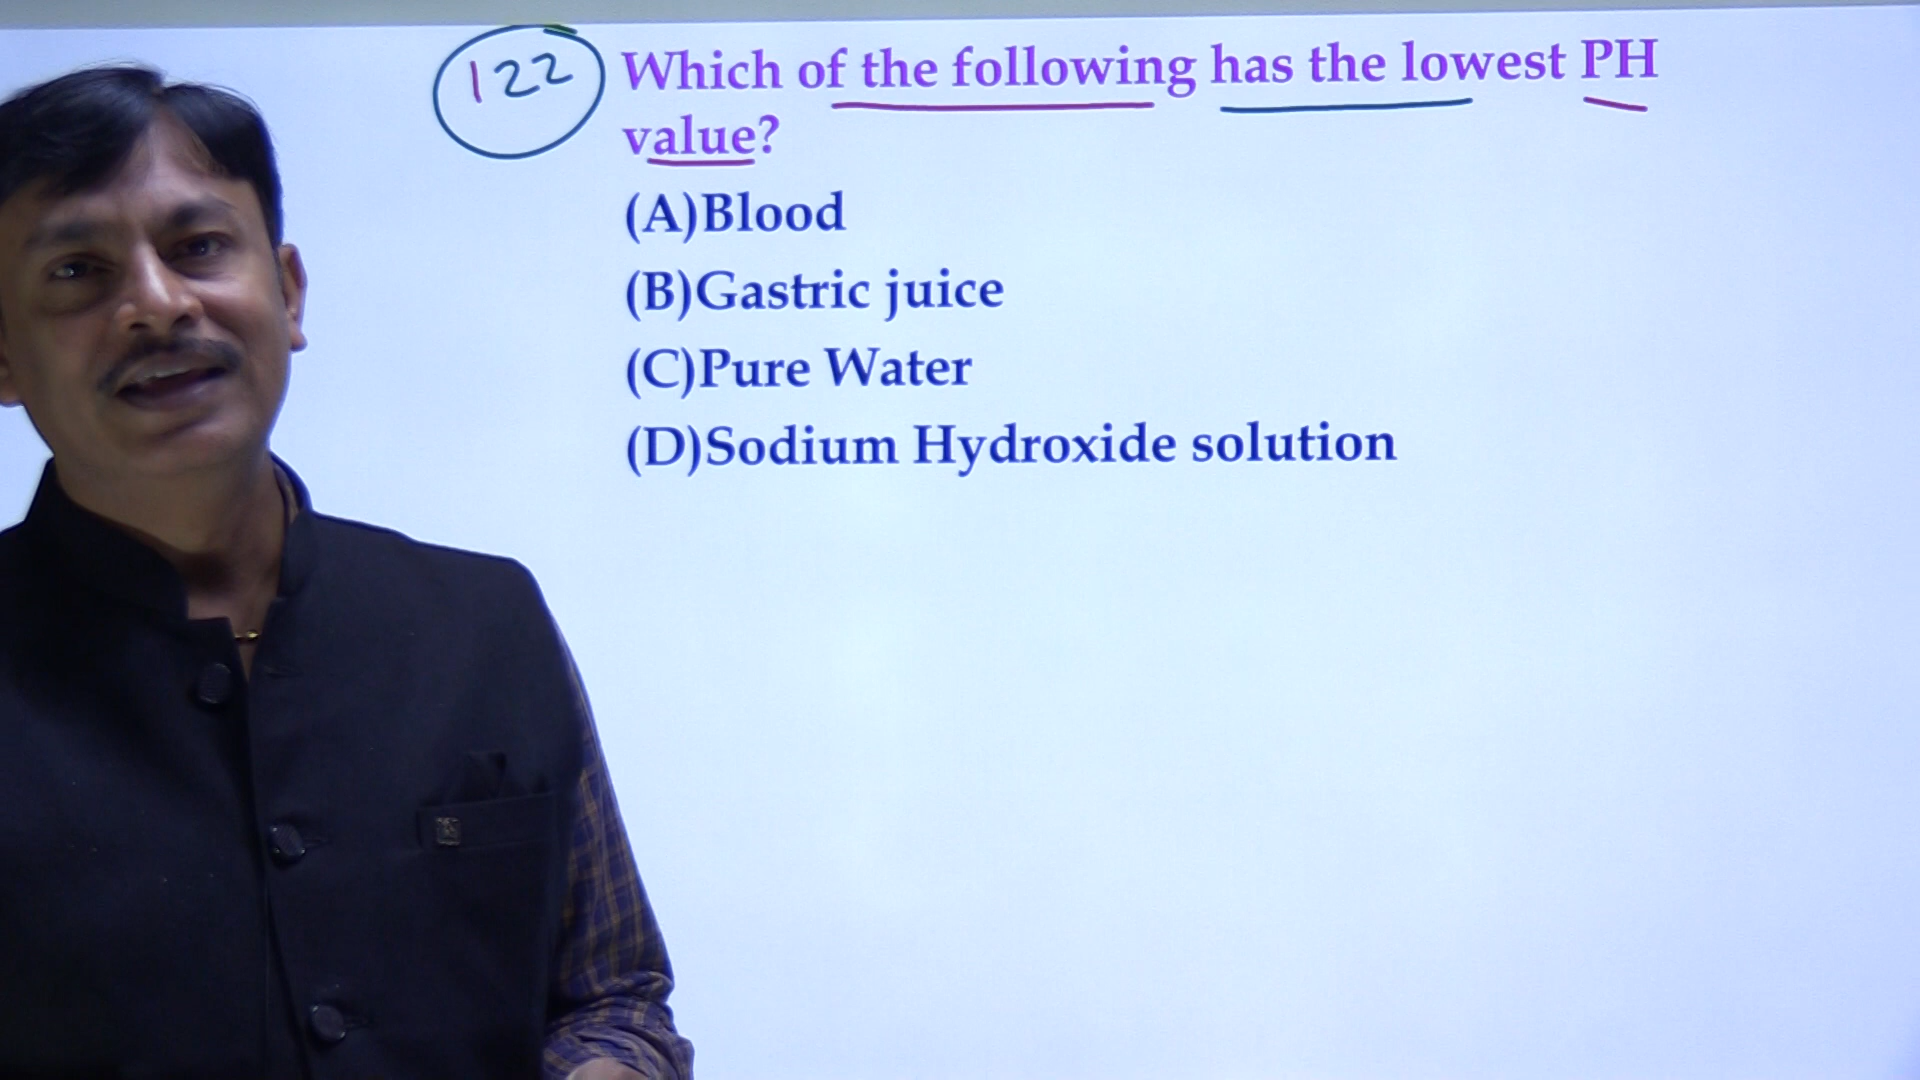 122 Which of the following has the lowest PH
value?
(A)Blood
(B)Gastric juice
(C)Pure Water
(D)Sodium Hydroxide solution